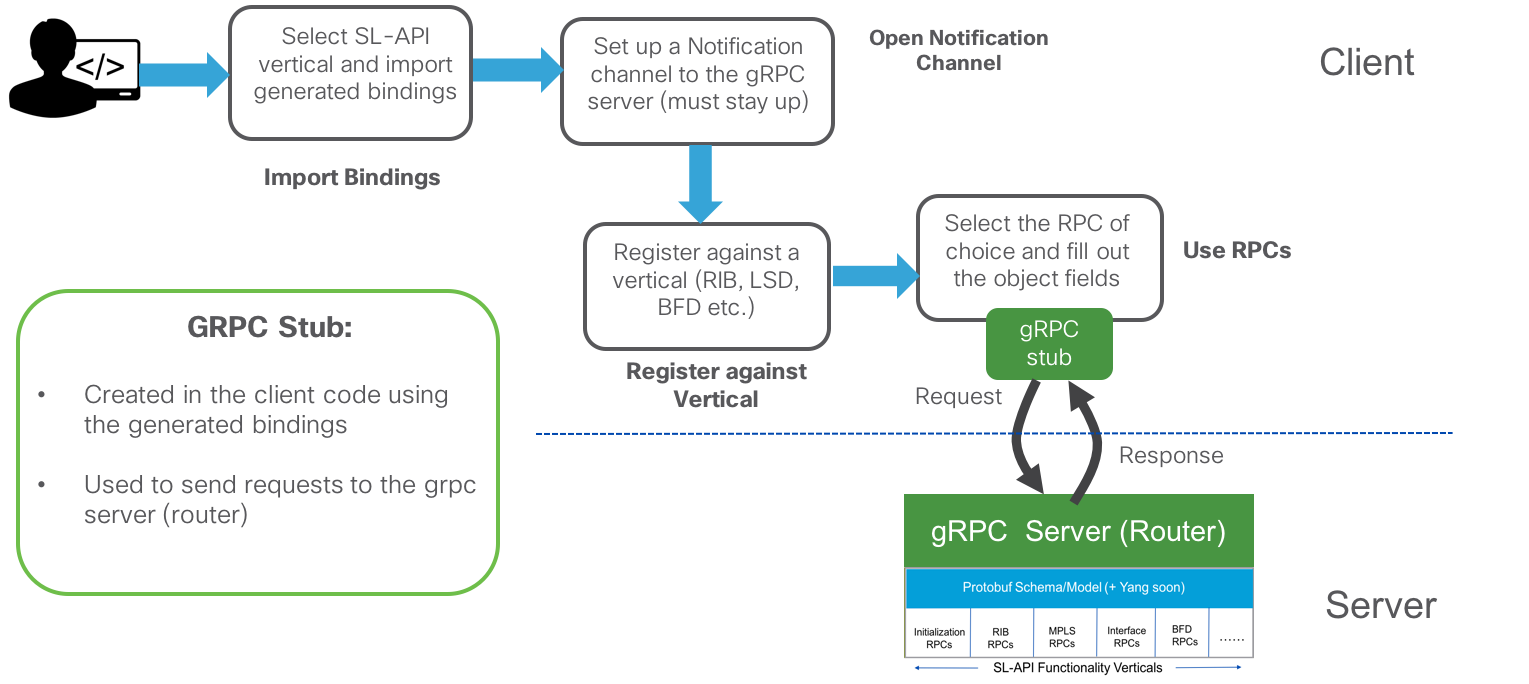 </>
Select SL-API
vertical and import
generated bindings
Import Bindings
Set up a Notification
channel to the gRPC
server (must stay up)
Open Notification
Channel
Client
Register against a
vertical (RIB, LSD,
BFD etc.)
Register against
Vertical
Select the RPC of
choice and fill out
the object fields
Use RPCs
gRPC
stub
Request
Response
GRPC Stub:
• Created in the client code using
the generated bindings
• Used to send requests to the grpc
server (router)
gRPC Server (Router)
Protobuf Schema/Model (+ Yang soon)
Initialization
RPCs
RIB
RPCs
MPLS
RPCs
Interface
RPCs
BFD
RPCs
......
SL-API Functionality Verticals
Server